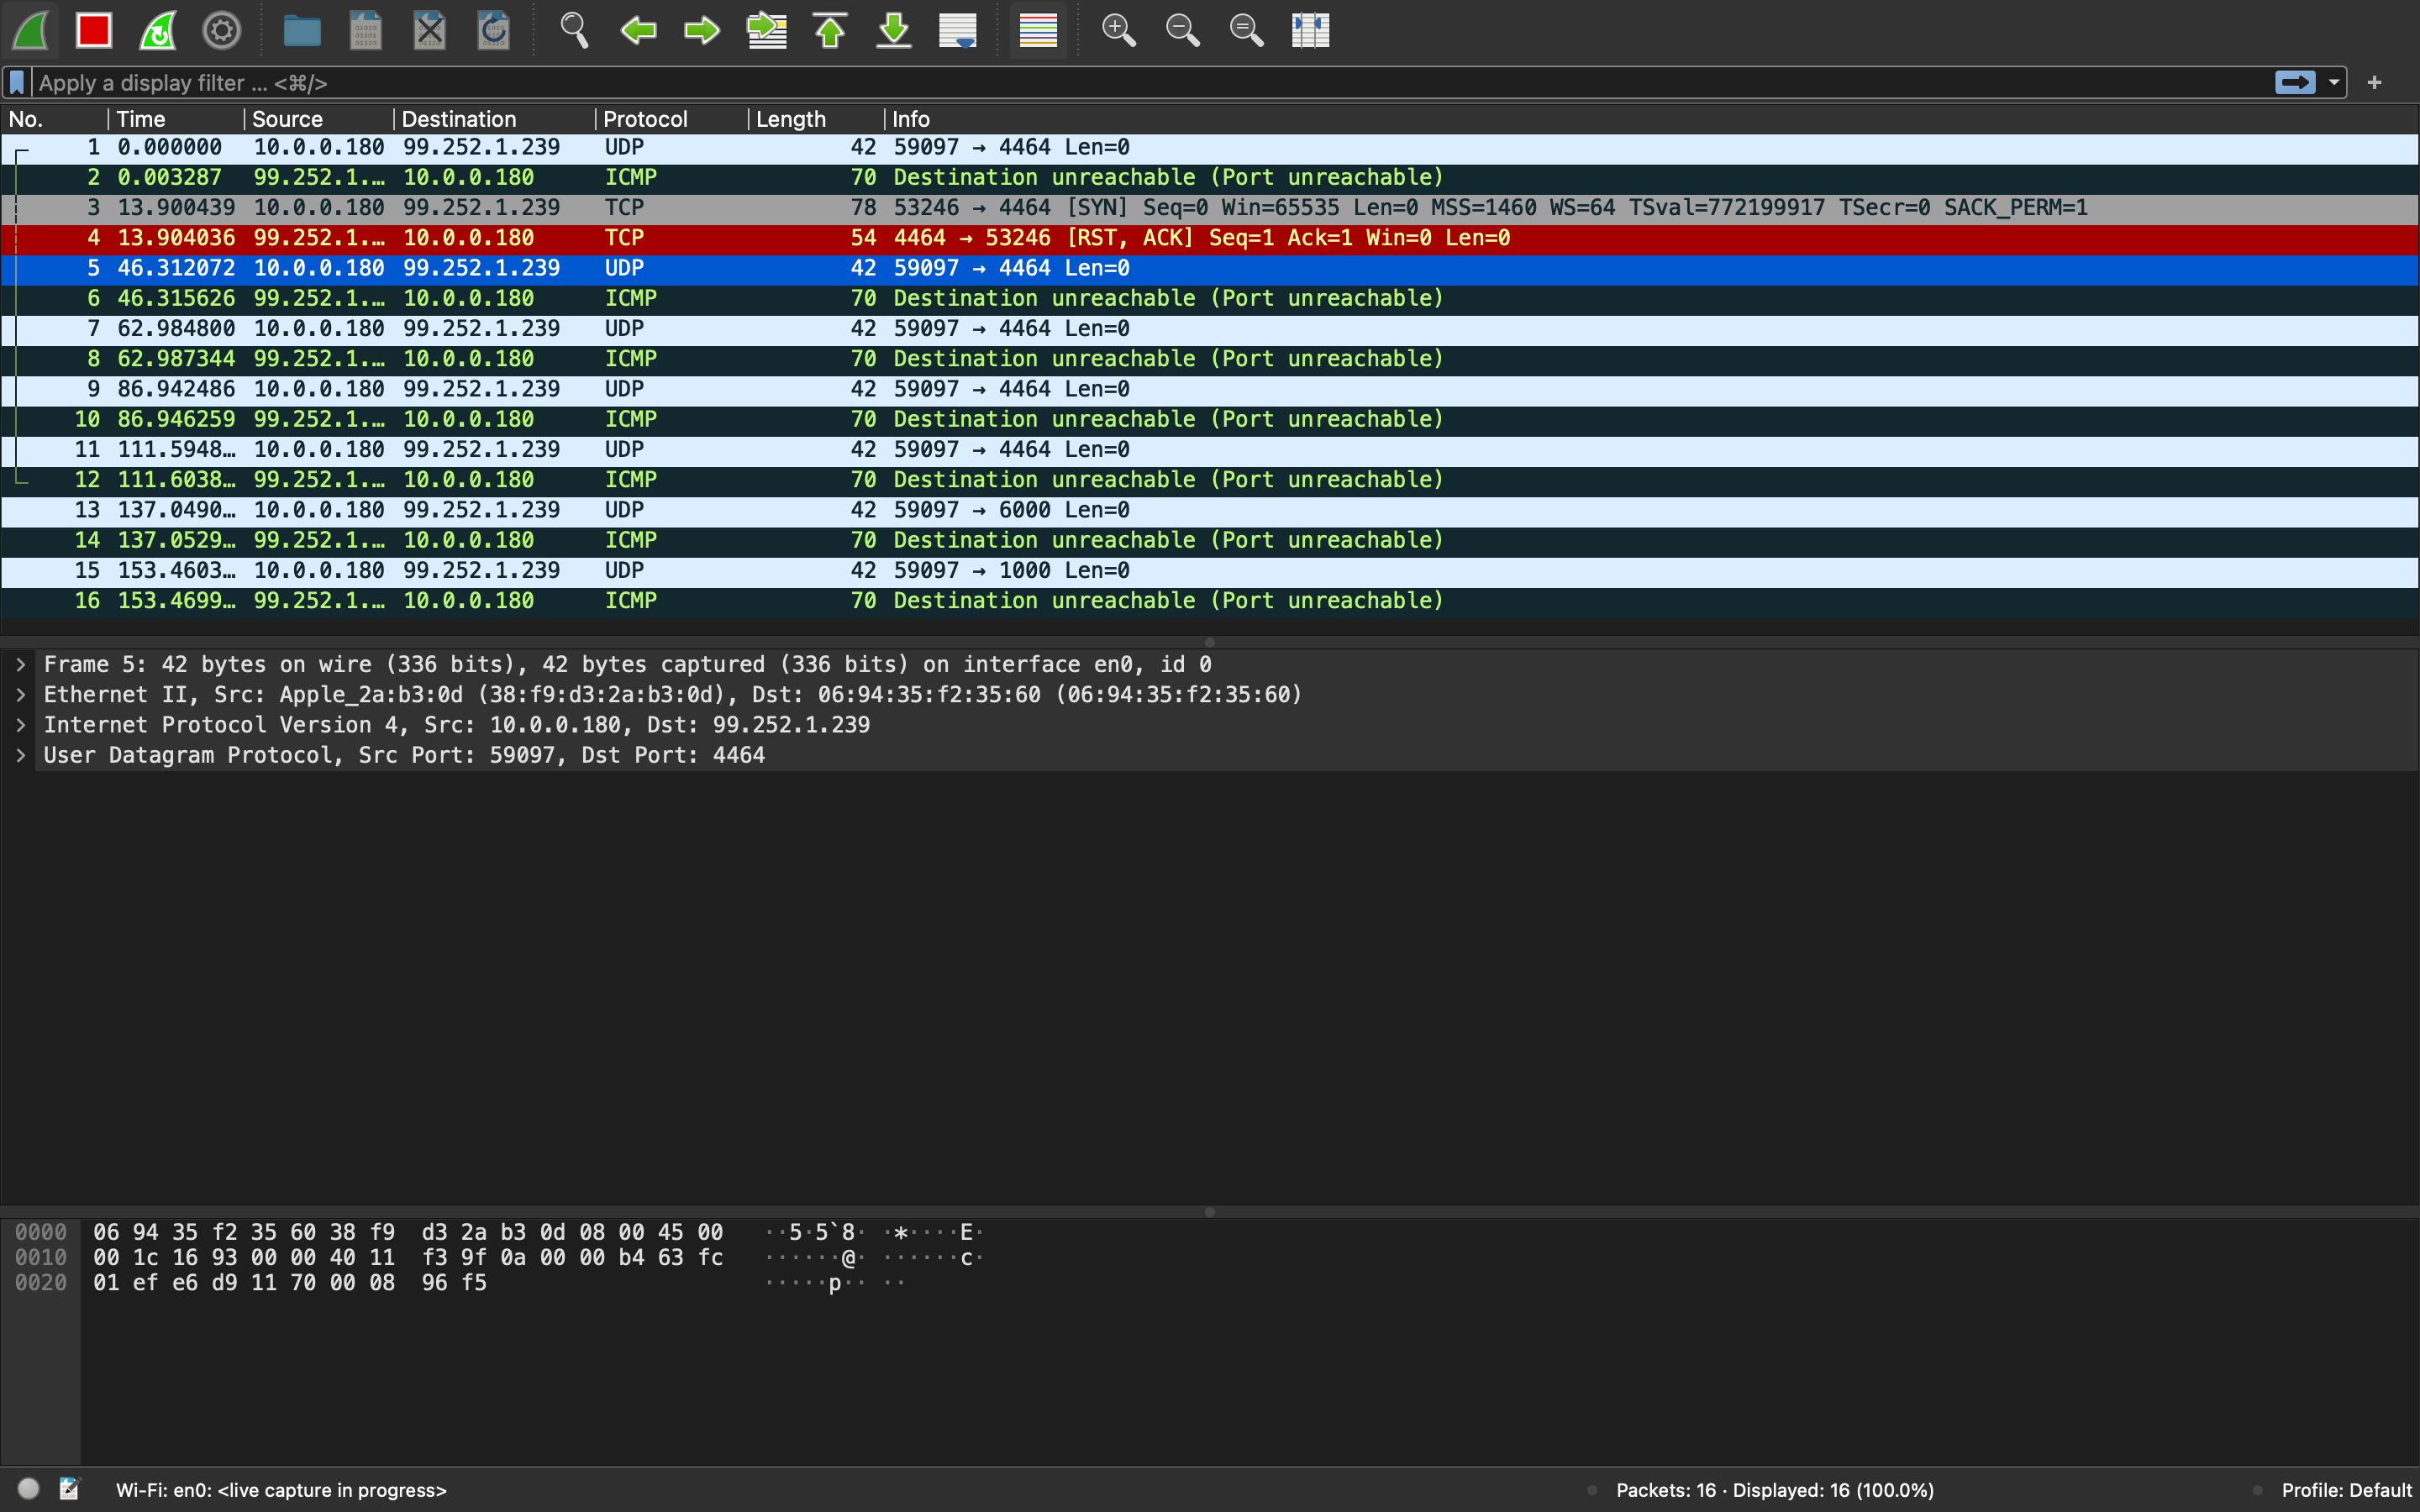 Apply a display filter ... <⌘/>
No. Time Source Destination Protocol Length Info
1 0.000000 10.0.0.180 99.252.1.239 UDP 42 59097 → 4464 Len=0
2 0.003287 99.252.1.… 10.0.0.180 ICMP 70 Destination unreachable (Port unreachable)
3 13.900439 10.0.0.180 99.252.1.239 TCP 78 53246 → 4464 [SYN] Seq=0 Win=65535 Len=0 MSS=1460 WS=64 TSval=772199917 TSecr=0 SACK_PERM=1
4 13.904036 99.252.1.… 10.0.0.180 TCP 54 4464 → 53246 [RST, ACK] Seq=1 Ack=1 Win=0 Len=0
5 46.312072 10.0.0.180 99.252.1.239 UDP 42 59097 → 4464 Len=0
6 46.315626 99.252.1.… 10.0.0.180 ICMP 70 Destination unreachable (Port unreachable)
7 62.984800 10.0.0.180 99.252.1.239 UDP 42 59097 → 4464 Len=0
8 62.987344 99.252.1.… 10.0.0.180 ICMP 70 Destination unreachable (Port unreachable)
9 86.942486 10.0.0.180 99.252.1.239 UDP 42 59097 → 4464 Len=0
10 86.946259 99.252.1.… 10.0.0.180 ICMP 70 Destination unreachable (Port unreachable)
11 111.5948… 10.0.0.180 99.252.1.239 UDP 42 59097 → 4464 Len=0
12 111.6038… 99.252.1.… 10.0.0.180 ICMP 70 Destination unreachable (Port unreachable)
13 137.0490… 10.0.0.180 99.252.1.239 UDP 42 59097 → 6000 Len=0
14 137.0529… 99.252.1.… 10.0.0.180 ICMP 70 Destination unreachable (Port unreachable)
15 153.4603… 10.0.0.180 99.252.1.239 UDP 42 59097 → 1000 Len=0
16 153.4699… 99.252.1.… 10.0.0.180 ICMP 70 Destination unreachable (Port unreachable)
Frame 5: 42 bytes on wire (336 bits), 42 bytes captured (336 bits) on interface en0, id 0
Ethernet II, Src: Apple_2a:b3:0d (38:f9:d3:2a:b3:0d), Dst: 06:94:35:f2:35:60 (06:94:35:f2:35:60)
Internet Protocol Version 4, Src: 10.0.0.180, Dst: 99.252.1.239
User Datagram Protocol, Src Port: 59097, Dst Port: 4464
0000 06 94 35 f2 35 60 38 f9 d3 2a b3 0d 08 00 45 00 ··5·5`8· ·*····E·
0010 00 1c 16 93 00 00 40 11 f3 9f 0a 00 00 b4 63 fc ······@· ······c·
0020 01 ef e6 d9 11 70 00 08 96 f5 ·····p·· ··
Wi-Fi: en0: <live capture in progress> Packets: 16 · Displayed: 16 (100.0%) Profile: Default